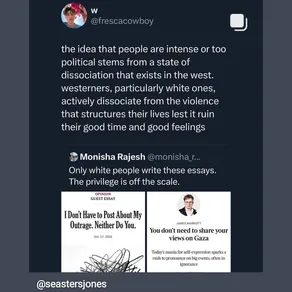 w
@frescacowboy
the idea that people are intense or too
political stems from a state of
dissociation that exists in the west.
westerners, particularly white ones,
actively dissociate from the violence
that structures their lives lest it ruin
their good time and good feelings
Monisha Rajesh @monisha_r...
Only white people write these essays.
The privilege is off the scale.
OPINION
GUEST ESSAY
I Don't Have to Post About My
Outrage. Neither Do You.
JAMES MARRIOTT
You don't need to share your
views on Gaza
Today's mania for self-expression sparks a
rush to pronounce on big events, often in
ignorance
@seastersjones